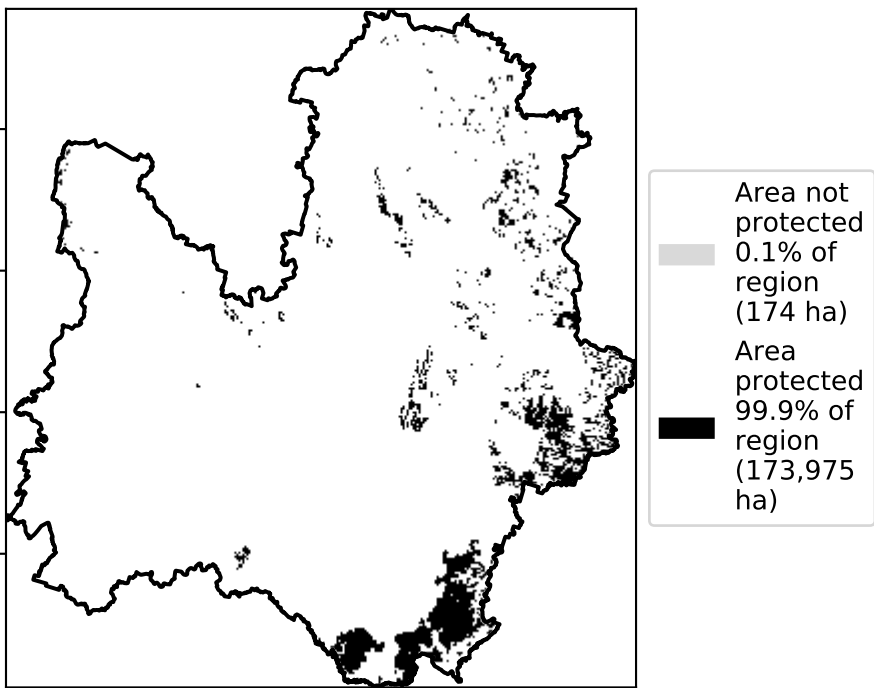 Area not
protected
0.1% of
region
(174 ha)
Area
protected
99.9% of
region
(173,975
ha)